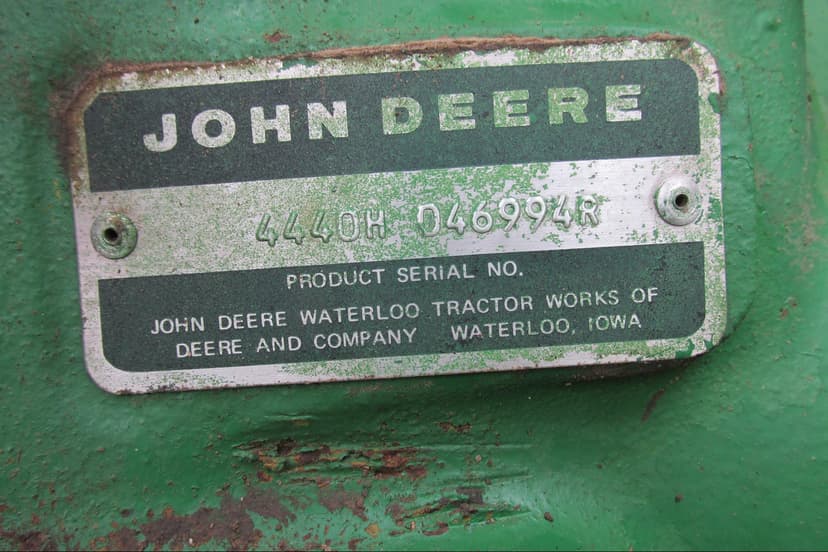 JOHN DEERE
4440H 046994R
PRODUCT SERIAL NO.
JOHN DEERE WATERLOO TRACTOR WORKS OF
DEERE AND COMPANY WATERLOO, IOWA